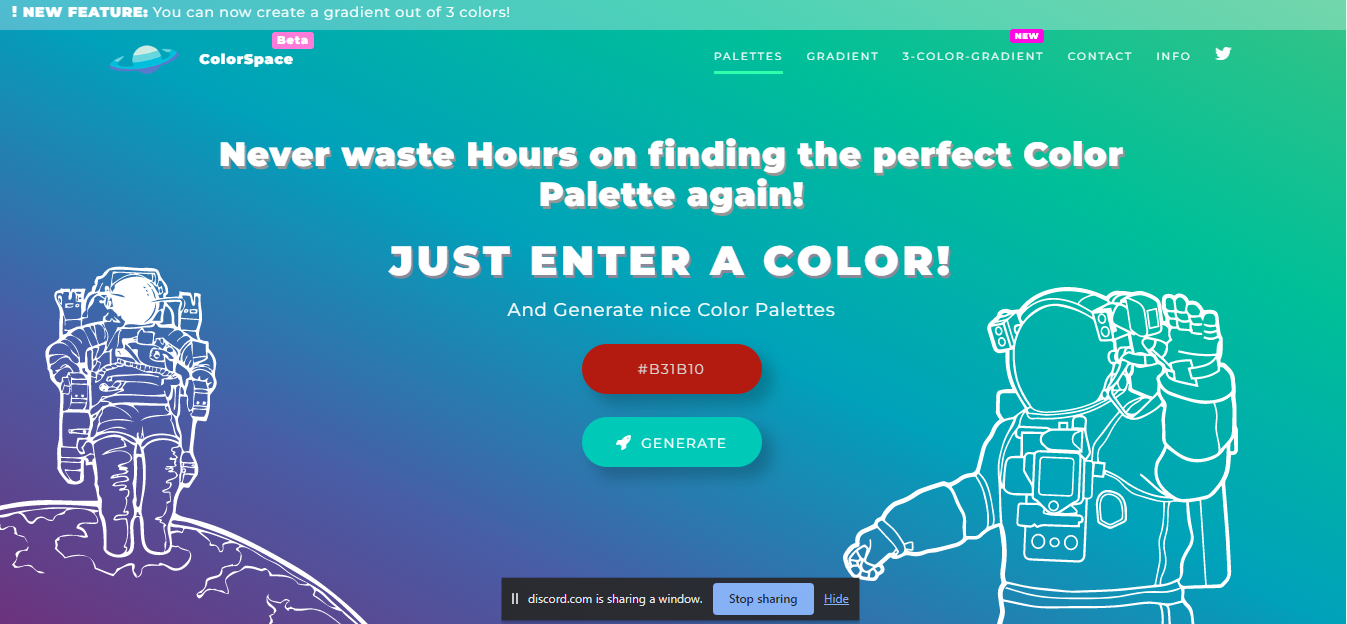 ! NEW FEATURE: You can now create a gradient out of 3 colors!
Beta
ColorSpace
NEW
PALETTES GRADIENT 3-COLOR-GRADIENT CONTACT INFO
Never waste Hours on finding the perfect Color
Palette again!
JUST ENTER A COLOR!
And Generate nice Color Palettes
#B31B10
GENERATE
discord.com is sharing a window. Stop sharing Hide